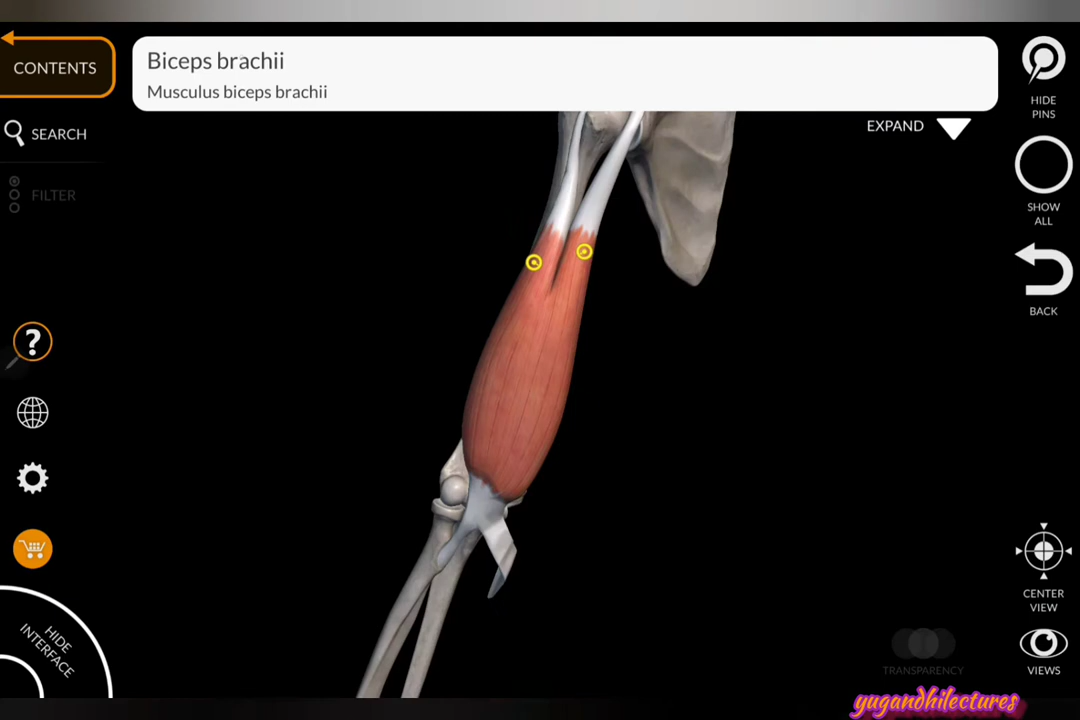 CONTENTS
Biceps brachii
Musculus biceps brachii
HIDE
PINS
EXPAND
SEARCH
FILTER
SHOW
ALL
BACK
?
HIDE
INTERFACE
CENTER
VIEW
TRANSPARENCY
VIEWS
yugandhilectures